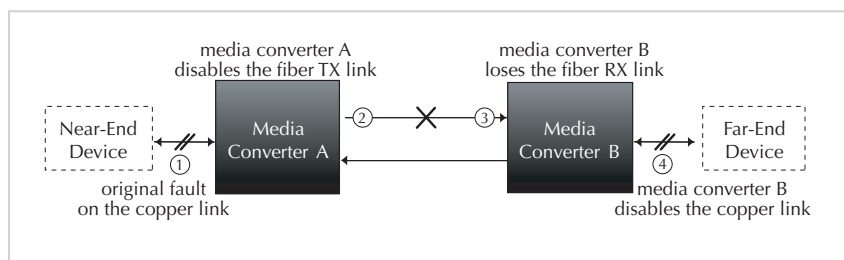 media converter A
disables the fiber TX link
media converter B
loses the fiber RX link
Near-End
Device
1
original fault
on the copper link
Media
Converter A
2
3
Media
Converter B
4
media converter B
disables the copper link
Far-End
Device